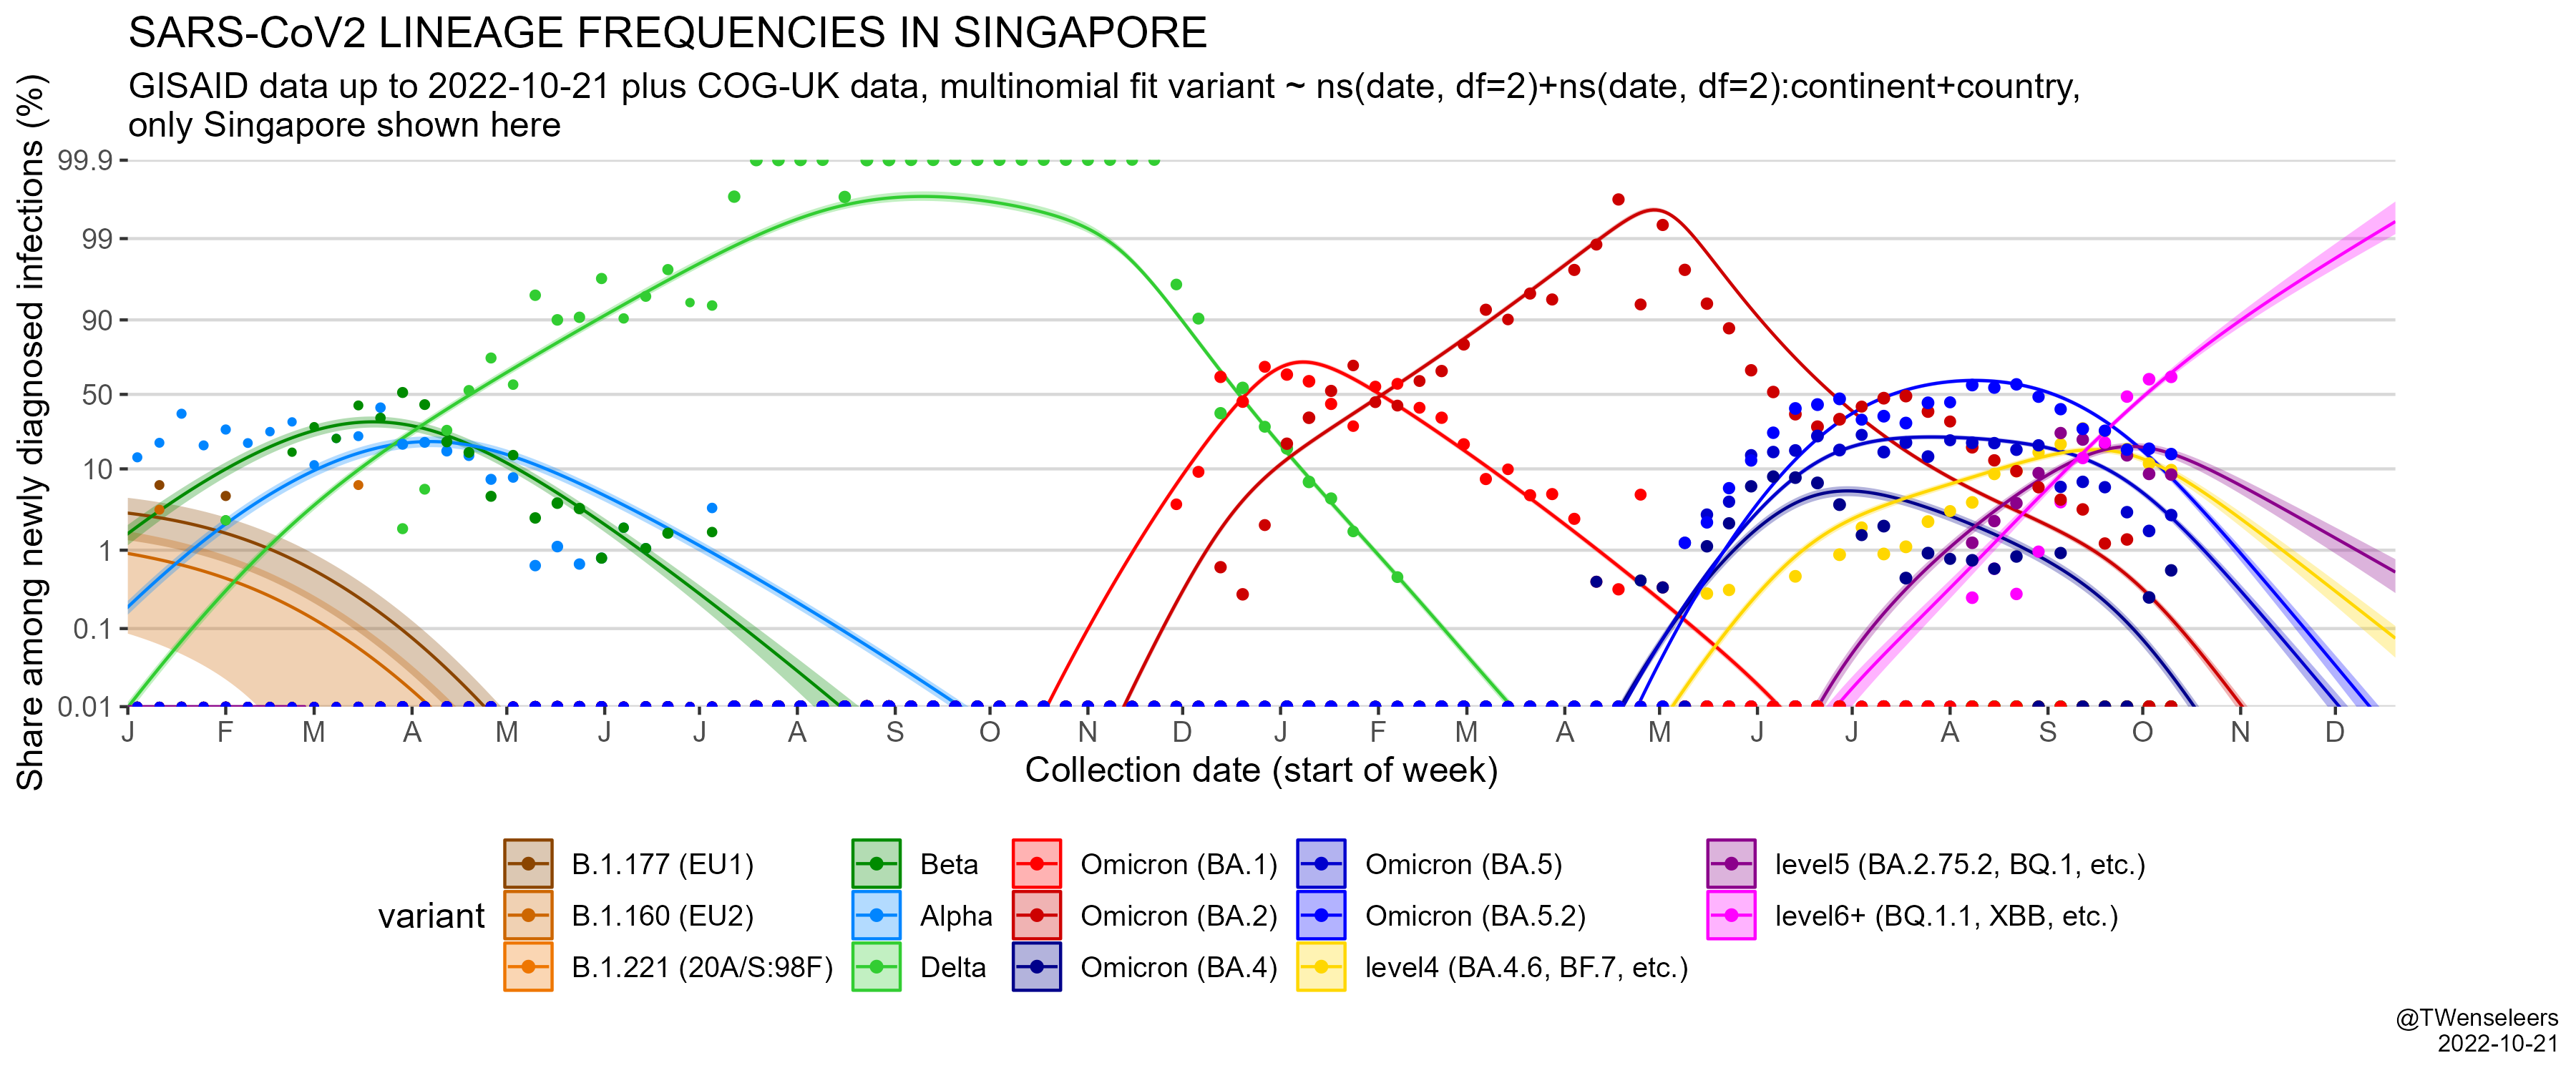 SARS-CoV2 LINEAGE FREQUENCIES IN SINGAPORE
GISAID data up to 2022-10-21 plus COG-UK data, multinomial fit variant ~ ns(date, df=2)+ns(date, df=2):continent+country,
only Singapore shown here
Share among newly diagnosed infections (%)
99.9
99
90
50
10
1
0.1
0.01
J F M A M J J A S O N D J F M A M J J A S O N D
Collection date (start of week)
variant
B.1.177 (EU1)
B.1.160 (EU2)
B.1.221 (20A/S:98F)
Beta
Alpha
Delta
Omicron (BA.1)
Omicron (BA.2)
Omicron (BA.4)
Omicron (BA.5)
Omicron (BA.5.2)
level4 (BA.4.6, BF.7, etc.)
level5 (BA.2.75.2, BQ.1, etc.)
level6+ (BQ.1.1, XBB, etc.)
@TWenseleers
2022-10-21